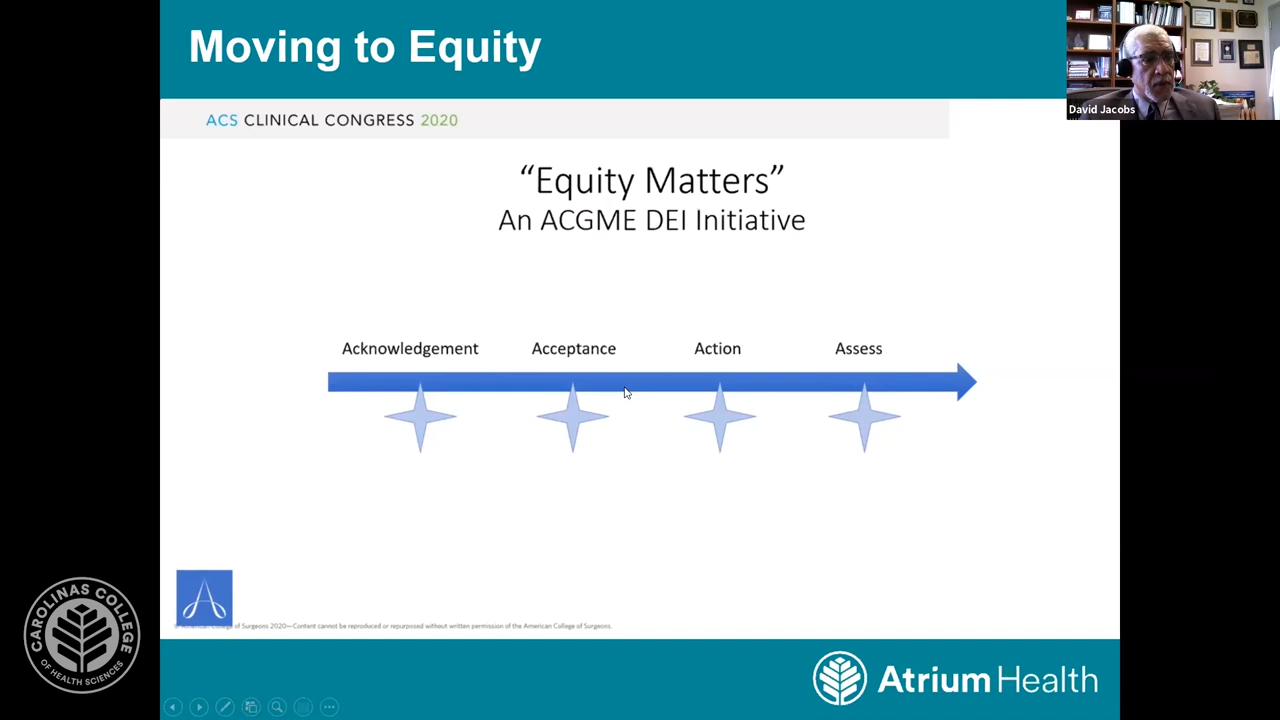 Moving to Equity
David Jacobs
ACS CLINICAL CONGRESS 2020
“Equity Matters”
An ACGME DEI Initiative
Acknowledgement Acceptance Action Assess
of Surgeons 2020—Content cannot be reproduced or repurposed without written permission of the American College of Surgeons.
CAROLINAS COLLEGE
OF HEALTH SCIENCES
Atrium Health